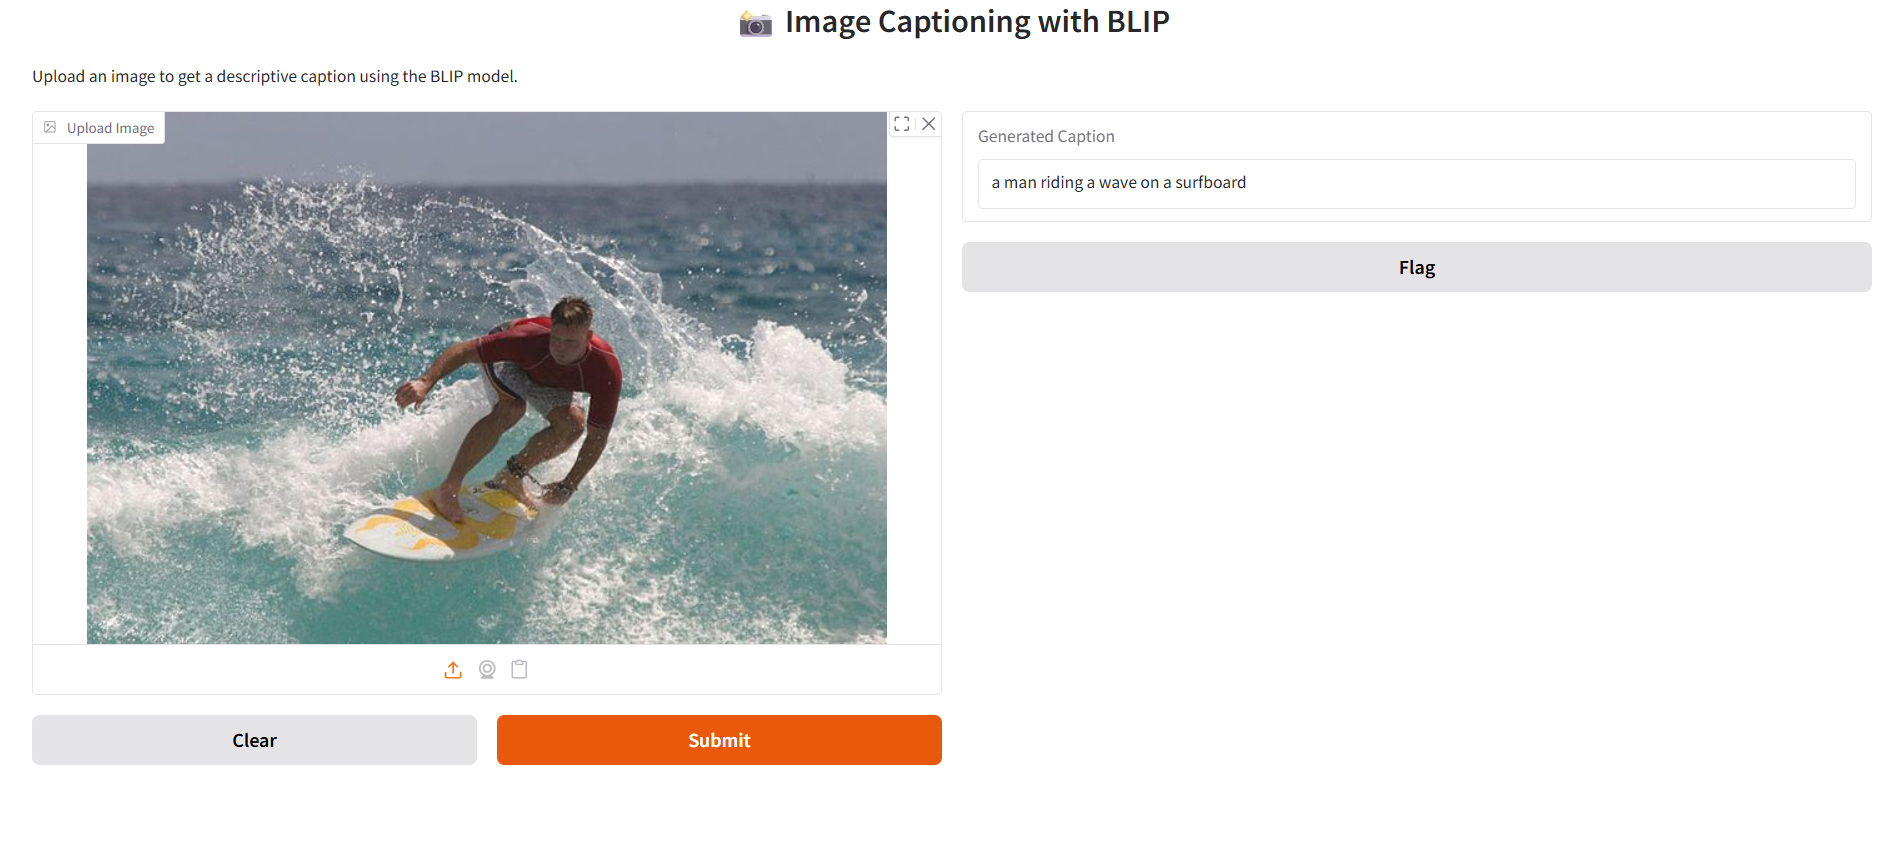 Image Captioning with BLIP
Upload an image to get a descriptive caption using the BLIP model.
Upload Image
Generated Caption
a man riding a wave on a surfboard
Flag
Clear
Submit